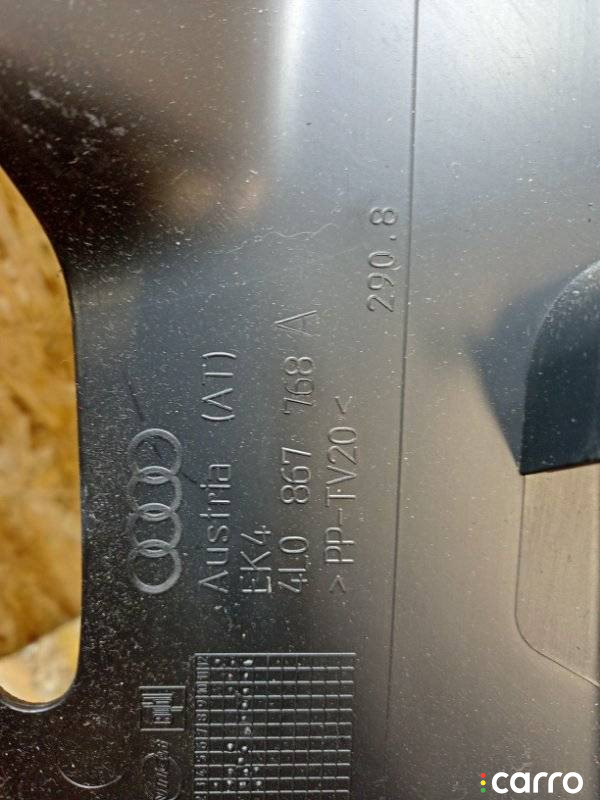 Austria (AT)
EK4
4L0 867 768 A
>PP-TV20<
290.8
carro